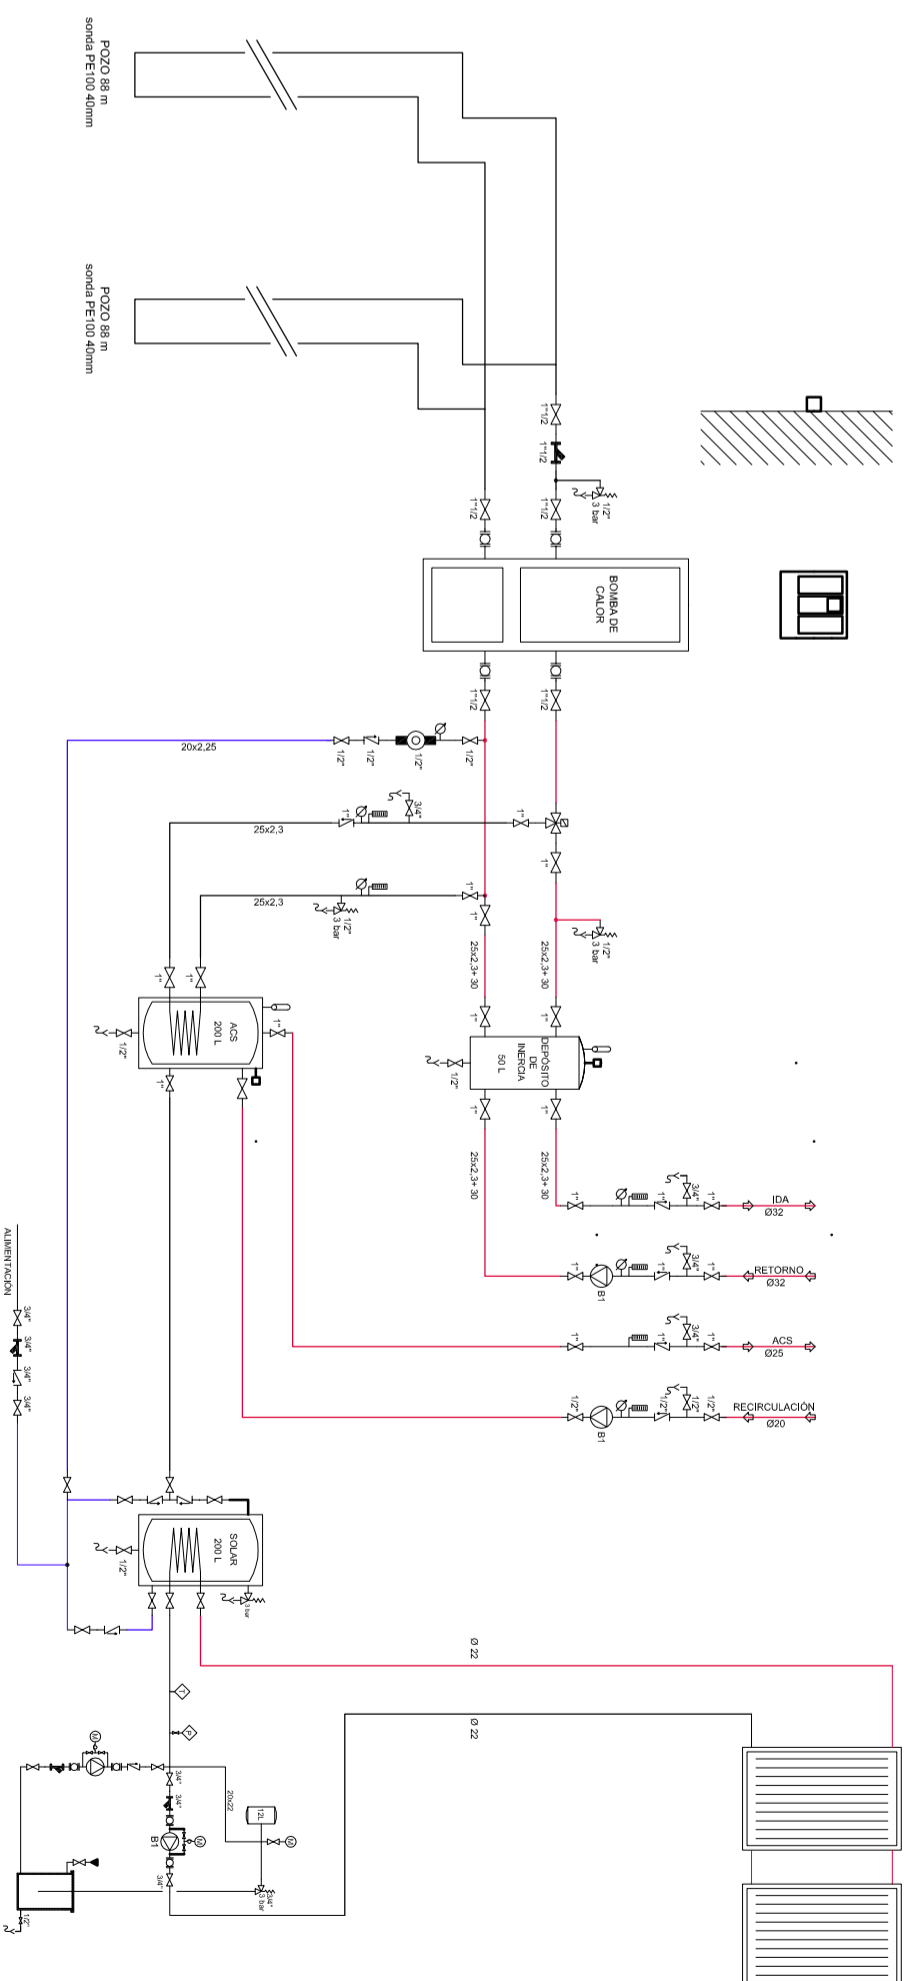 POZO 88 m
sonda PE100 40mm
POZO 88 m
sonda PE100 40mm
1"1/2
1"1/2
1/2"
3 bar
1"1/2
1"1/2
BOMBA DE
CALOR
1"1/2
1"1/2
20x2,25
1/2"
1/2"
1/2"
1/2"
25x2,3
1"
3/4"
1"
1"
25x2,3
1/2"
3 bar
1"
1"
1/2"
3 bar
25x2,3+ 30
25x2,3+ 30
1"
1"
1"
1"
ACS
200 L
1"
1/2"
1"
DEPÓSITO
DE
INERCIA
50 L
1/2"
1"
1"
25x2,3+ 30
25x2,3+ 30
1"
1"
3/4"
1"
IDA
Ø32
1"
B1
1"
3/4"
1"
RETORNO
Ø32
1"
1"
3/4"
1"
ACS
Ø25
1/2"
B1
1/2"
1/2"
1/2"
RECIRCULACIÓN
Ø20
ALIMENTACIÓN
3/4"
3/4"
3/4"
3/4"
SOLAR
200 L
1/2"
3 bar
Ø 22
Ø 22
T
P
M
3/4"
3/4"
B1
M
3/4"
20x22
12L
M
3/4"
3 bar
1/2"